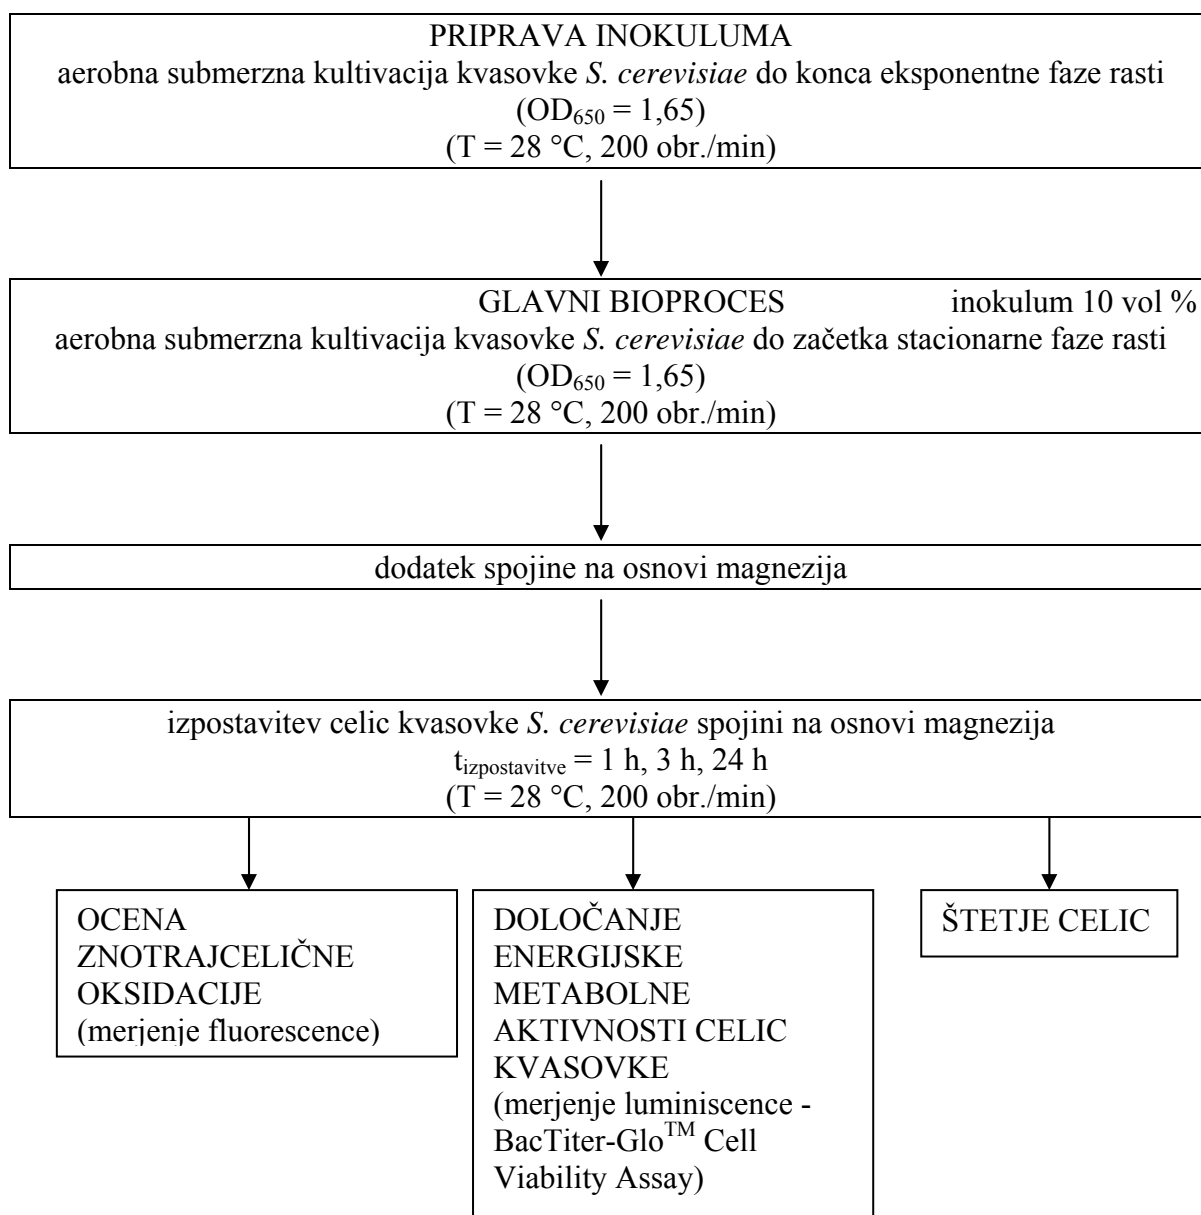 PRIPRAVA INOKULUMA
aerobna submerzna kultivacija kvasovke S. cerevisiae do konca eksponentne faze rasti
(OD₆₅₀ = 1,65)
(T = 28 °C, 200 obr./min)
GLAVNI BIOPROCES inokulum 10 vol %
aerobna submerzna kultivacija kvasovke S. cerevisiae do začetka stacionarne faze rasti
(OD₆₅₀ = 1,65)
(T = 28 °C, 200 obr./min)
dodatek spojine na osnovi magnezija
izpostavitev celic kvasovke S. cerevisiae spojini na osnovi magnezija
tizpostavitve = 1 h, 3 h, 24 h
(T = 28 °C, 200 obr./min)
OCENA
ZNOTRAJCELIČNE
OKSIDACIJE
(merjenje fluorescence)
DOLOČANJE
ENERGIJSKE
METABOLNE
AKTIVNOSTI CELIC
KVASOVKE
(merjenje luminiscence -
BacTiter-Glo™ Cell
Viability Assay)
ŠTETJE CELIC